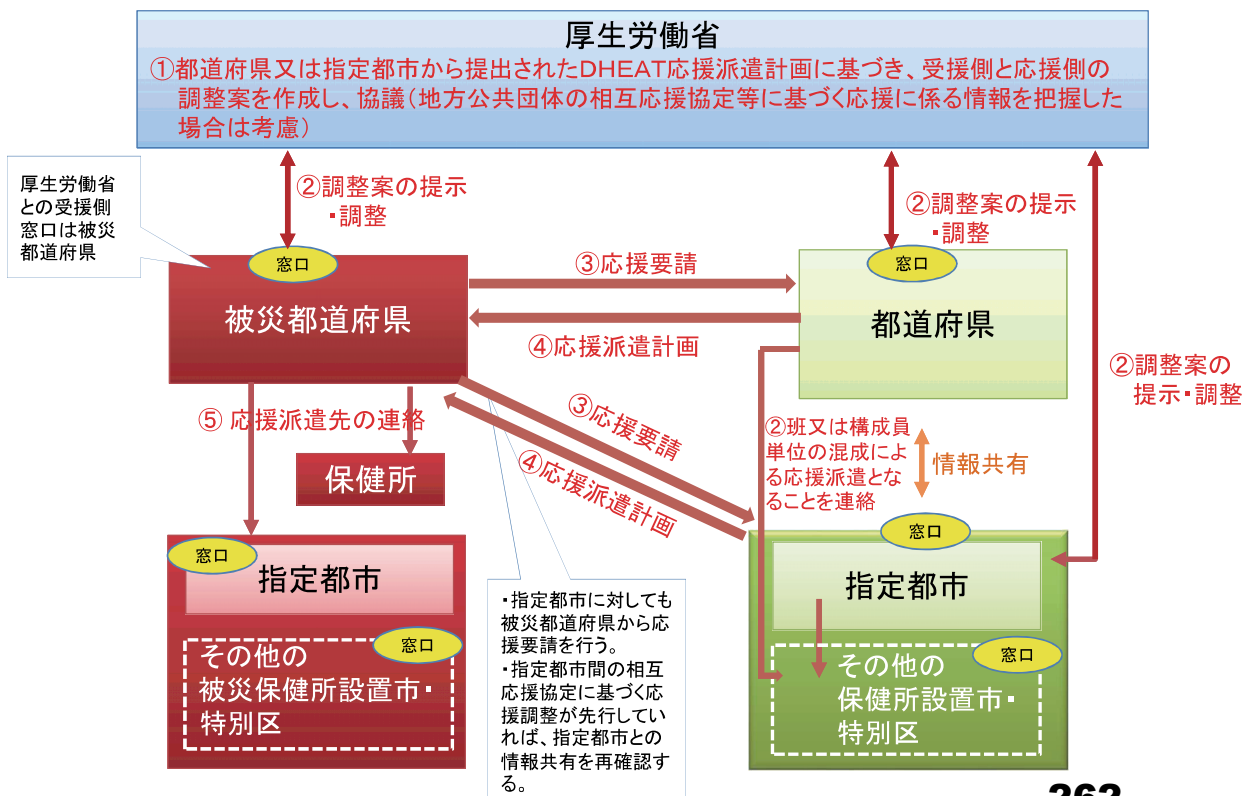 厚生労働省
①都道府県又は指定都市から提出されたDHEAT応援派遣計画に基づき、受援側と応援側の
調整案を作成し、協議（地方公共団体の相互応援協定等に基づく応援に係る情報を把握した
場合は考慮）
厚生労働省
との受援側
窓口は被災
都道府県
②調整案の提示
・調整
②調整案の提示
・調整
窓口
窓口
被災都道府県
③応援要請
④応援派遣計画
都道府県
②調整案の
提示・調整
⑤ 応援派遣先の連絡
保健所
③応援要請
④応援派遣計画
②班又は構成員
単位の混成によ
る応援派遣とな
ることを連絡
情報共有
窓口
指定都市
窓口
その他の
被災保健所設置市・
特別区
・指定都市に対しても
被災都道府県から応
援要請を行う。
・指定都市間の相互
応援協定に基づく応
援調整が先行してい
れば、指定都市との
情報共有を再確認す
る。
窓口
指定都市
窓口
その他の
保健所設置市・
特別区